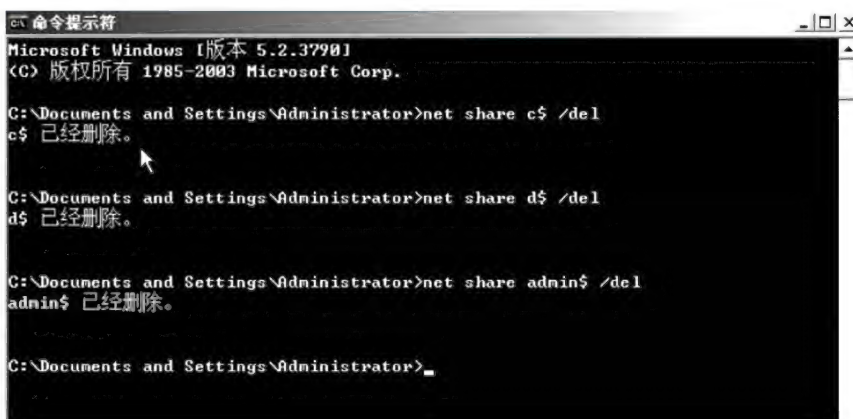 命令提示符
Microsoft Windows [版本 5.2.3790]
(C) 版权所有 1985-2003 Microsoft Corp.
C:\Documents and Settings\Administrator>net share c$ /del
c$ 已经删除。
C:\Documents and Settings\Administrator>net share d$ /del
d$ 已经删除。
C:\Documents and Settings\Administrator>net share admin$ /del
admin$ 已经删除。
C:\Documents and Settings\Administrator>